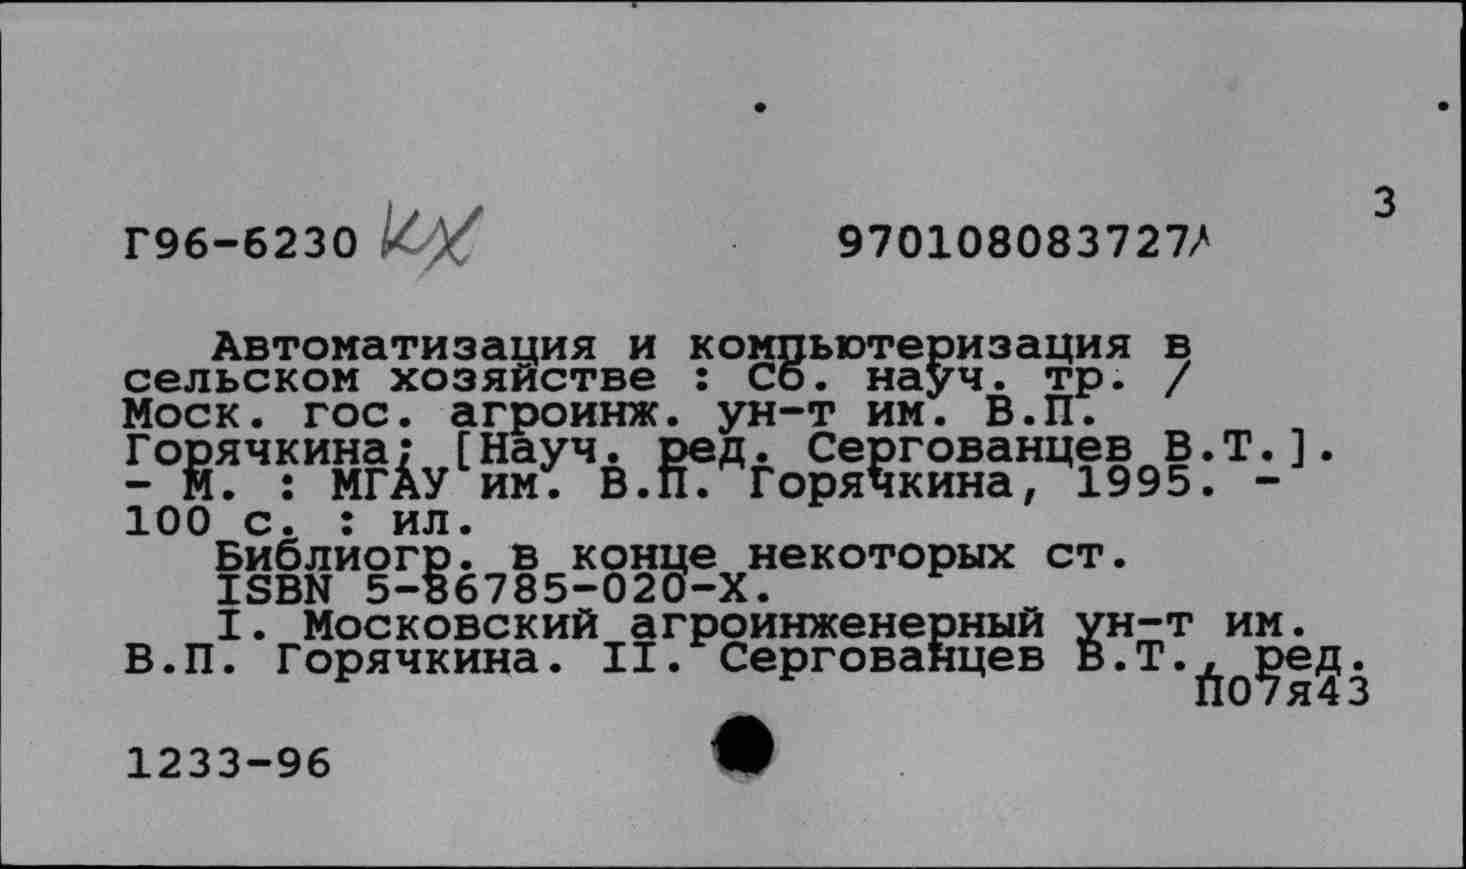 3
Г96-6230 КХ 970108083727
Автоматизация и компьютеризация в
сельском хозяйстве : Сб. науч. тр. /
Моск. гос. агроинж. ун-т им. В.П.
Горячкина; [Науч. ред. Сергованцев В.Т.].
- М. : МГАУ им. В.П. Горячкина, 1995. -
100 с. : ил.
Библиогр. в конце некоторых ст.
ISBN 5-86785-020-X.
I. Московский агроинженерный ун-т им.
В.П. Горячкина. II. Сергованцев В.Т., ред.
П07я43
1233-96